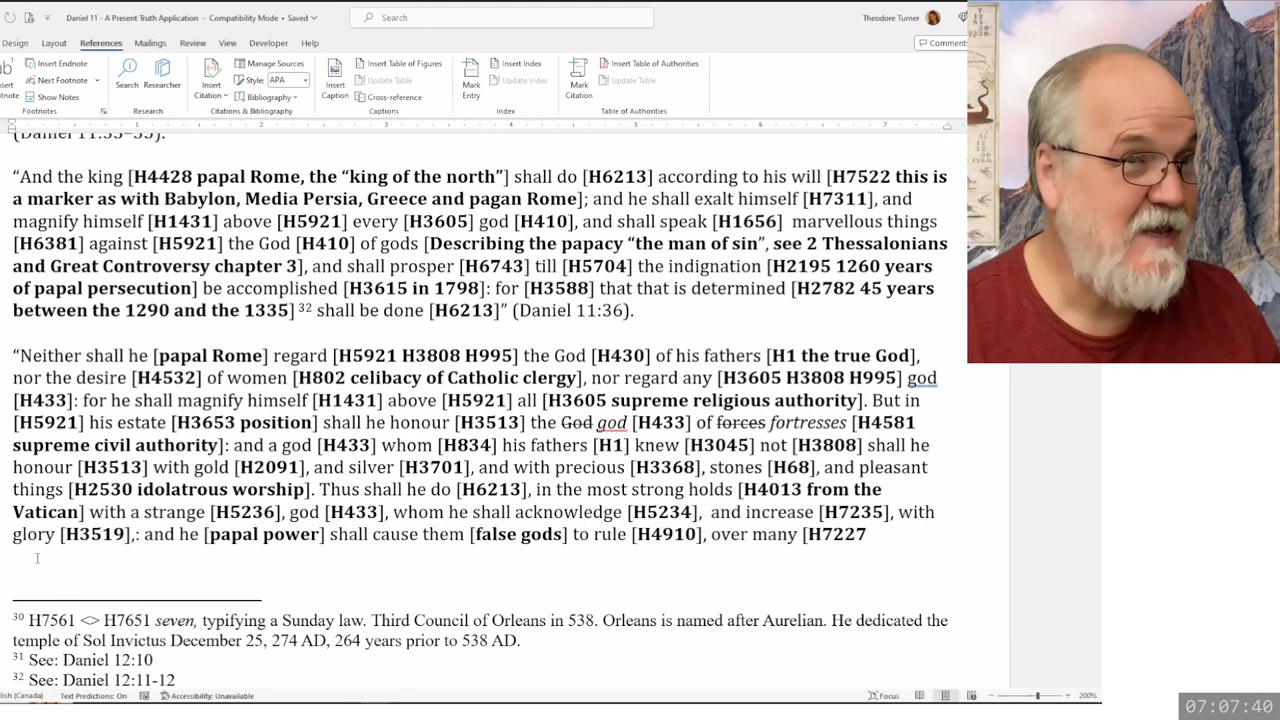 Daniel 11 - A Present Truth Application - Compatibility Mode • Saved
Search
Theodore Turner
Design Layout References Mailings Review View Developer Help
Comment
Insert Endnote
Next Footnote
Show Notes
Footnotes
Search
Researcher
Research
Insert Citation
Manage Sources
Style: APA
Bibliography
Citations & Bibliography
Insert Caption
Insert Table of Figures
Update Table
Cross-reference
Captions
Mark Entry
Insert Index
Update Index
Index
Mark Citation
Insert Table of Authorities
Update Table
Table of Authorities
1 2 3 4 5 6 7
“And the king [H4428 papal Rome, the “king of the north”] shall do [H6213] according to his will [H7522 this is
a marker as with Babylon, Media Persia, Greece and pagan Rome]; and he shall exalt himself [H7311], and
magnify himself [H1431] above [H5921] every [H3605] god [H410], and shall speak [H1656] marvellous things
[H6381] against [H5921] the God [H410] of gods [Describing the papacy “the man of sin”, see 2 Thessalonians
and Great Controversy chapter 3], and shall prosper [H6743] till [H5704] the indignation [H2195 1260 years
of papal persecution] be accomplished [H3615 in 1798]: for [H3588] that that is determined [H2782 45 years
between the 1290 and the 1335] 32 shall be done [H6213]” (Daniel 11:36).
“Neither shall he [papal Rome] regard [H5921 H3808 H995] the God [H430] of his fathers [H1 the true God],
nor the desire [H4532] of women [H802 celibacy of Catholic clergy], nor regard any [H3605 H3808 H995] god
[H433]: for he shall magnify himself [H1431] above [H5921] all [H3605 supreme religious authority]. But in
[H5921] his estate [H3653 position] shall he honour [H3513] the God god [H433] of forces fortresses [H4581
supreme civil authority]: and a god [H433] whom [H834] his fathers [H1] knew [H3045] not [H3808] shall he
honour [H3513] with gold [H2091], and silver [H3701], and with precious [H3368], stones [H68], and pleasant
things [H2530 idolatrous worship]. Thus shall he do [H6213], in the most strong holds [H4013 from the
Vatican] with a strange [H5236], god [H433], whom he shall acknowledge [H5234], and increase [H7235], with
glory [H3519],: and he [papal power] shall cause them [false gods] to rule [H4910], over many [H7227
30 H7561 <> H7651 seven, typifying a Sunday law. Third Council of Orleans in 538. Orleans is named after Aurelian. He dedicated the
temple of Sol Invictus December 25, 274 AD, 264 years prior to 538 AD.
31 See: Daniel 12:10
32 See: Daniel 12:11-12
lish (Canada) Text Predictions: On Accessibility: Unavailable Focus 200%
07:07:40